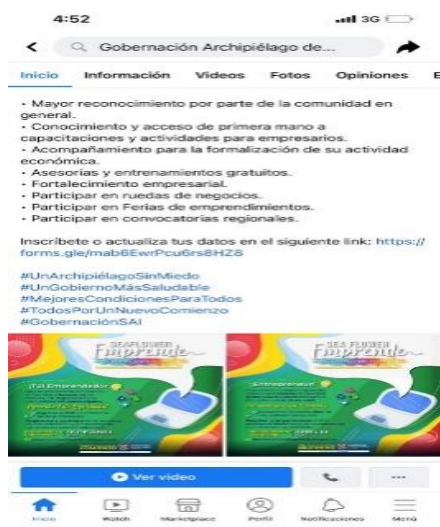 4:52
3G
Gobernación Archipiélago de...
Inicio Información Videos Fotos Opiniones E
- Mayor reconocimiento por parte de la comunidad en
general.
- Conocimiento y acceso de primera mano a
capacitaciones y actividades para empresarios.
- Acompañamiento para la formalización de su actividad
económica.
- Asesorías y entrenamientos gratuitos.
- Fortalecimiento empresarial.
- Participar en ruedas de negocios.
- Participar en Ferias de emprendimientos.
- Participar en convocatorias regionales.
Inscríbete o actualiza tus datos en el siguiente link: https://
forms.gle/mab6EwrPcu6rs8HZ8
#UnArchipiélagoSinMiedo
#UnGobiernoMásSaludable
#MejoresCondicionesParaTodos
#TodosPorUnNuevoComienzo
#GobernaciónSAI
SEAFLOWER
Emprende
SEA FLOWER
Emprende
Ver video
Inicio Watch Marketplace Perfil Notificaciones Menú